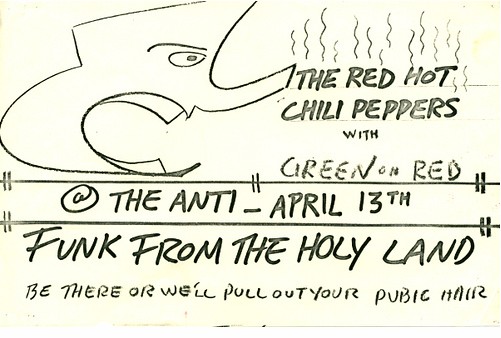 THE RED HOT
CHILI PEPPERS
WITH
GREEN on RED
@ THE ANTI - APRIL 13TH
FUNK FROM THE HOLY LAND
BE THERE OR WE'LL PULL OUT YOUR PUBIC HAIR